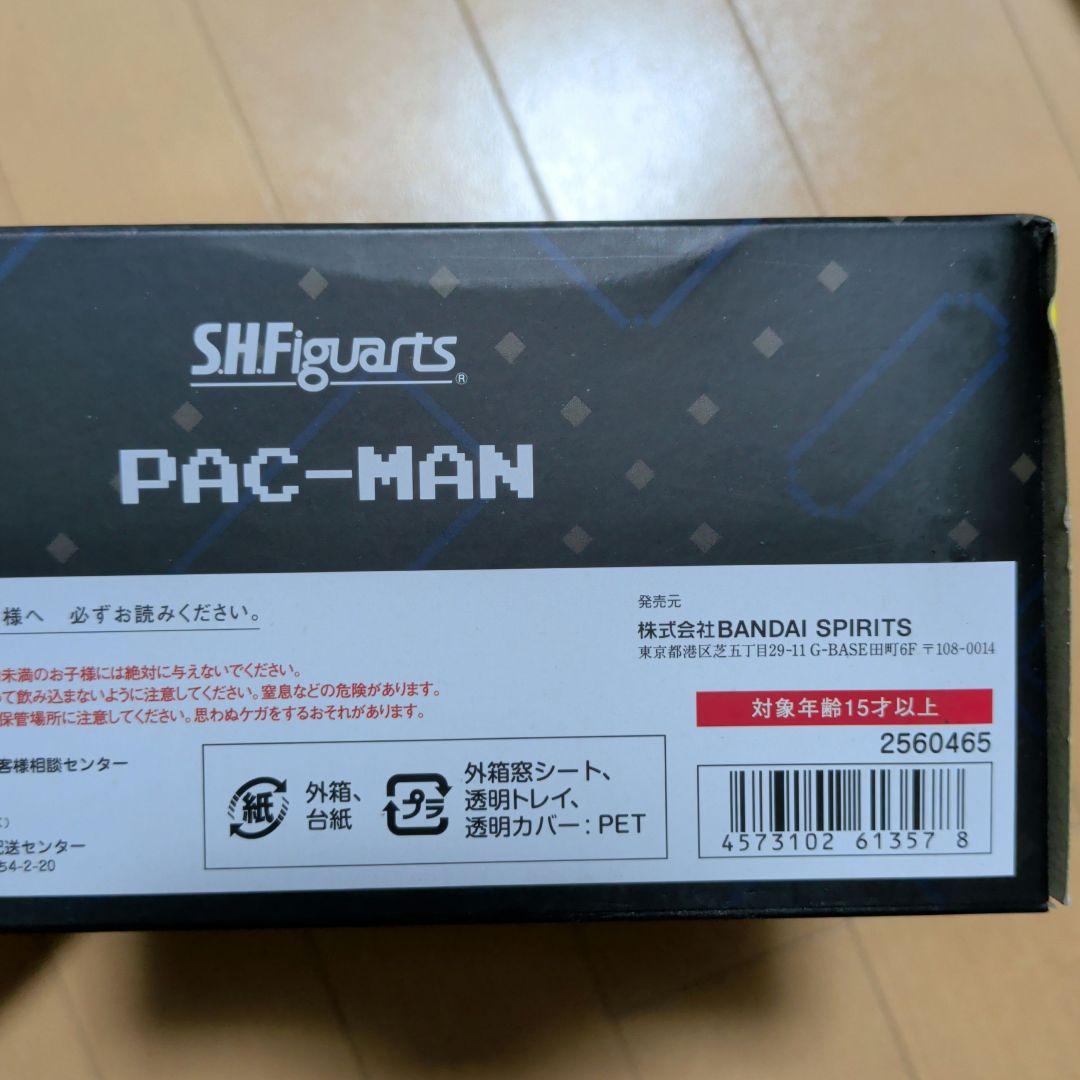 S.H.Figuarts®
PAC-MAN
様へ 必ずお読みください。
未満のお子様には絶対に与えないでください。
て飲み込まないように注意してください。窒息などの危険があります。
保管場所に注意してください。思わぬケガをするおそれがあります。
客様相談センター
配送センター
54-2-20
紙
外箱、
台紙
プラ
外箱窓シート、
透明トレイ、
透明カバー：PET
発売元
株式会社BANDAI SPIRITS
東京都港区芝五丁目29-11 G-BASE田町6F 〒108-0014
対象年齢15才以上
2560465
4573102 61357 8